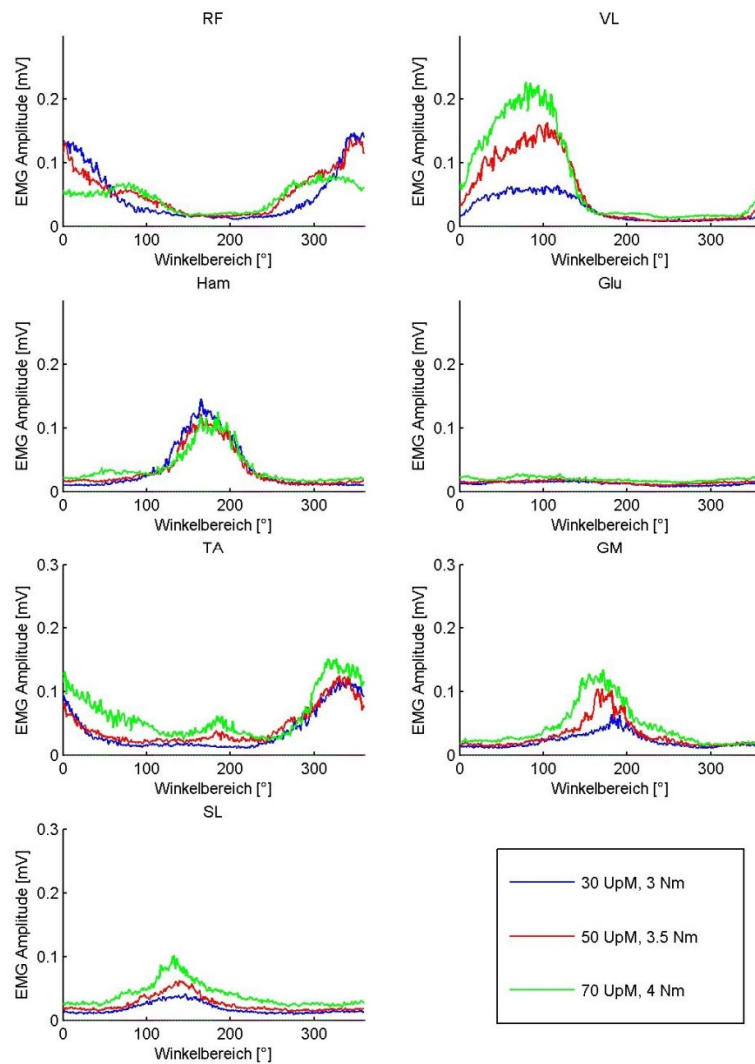 RF
EMG Amplitude [mV]
0.2
0.1
0
0
100
200
300
Winkelbereich [°]
VL
EMG Amplitude [mV]
0.2
0.1
0
0
100
200
300
Winkelbereich [°]
Ham
EMG Amplitude [mV]
0.2
0.1
0
0
100
200
300
Winkelbereich [°]
Glu
EMG Amplitude [mV]
0.2
0.1
0
0
100
200
300
Winkelbereich [°]
TA
EMG Amplitude [mV]
0.3
0.2
0.1
0
0
100
200
300
Winkelbereich [°]
GM
EMG Amplitude [mV]
0.3
0.2
0.1
0
0
100
200
300
Winkelbereich [°]
SL
EMG Amplitude [mV]
0.3
0.2
0.1
0
0
100
200
300
Winkelbereich [°]
30 UpM, 3 Nm
50 UpM, 3.5 Nm
70 UpM, 4 Nm